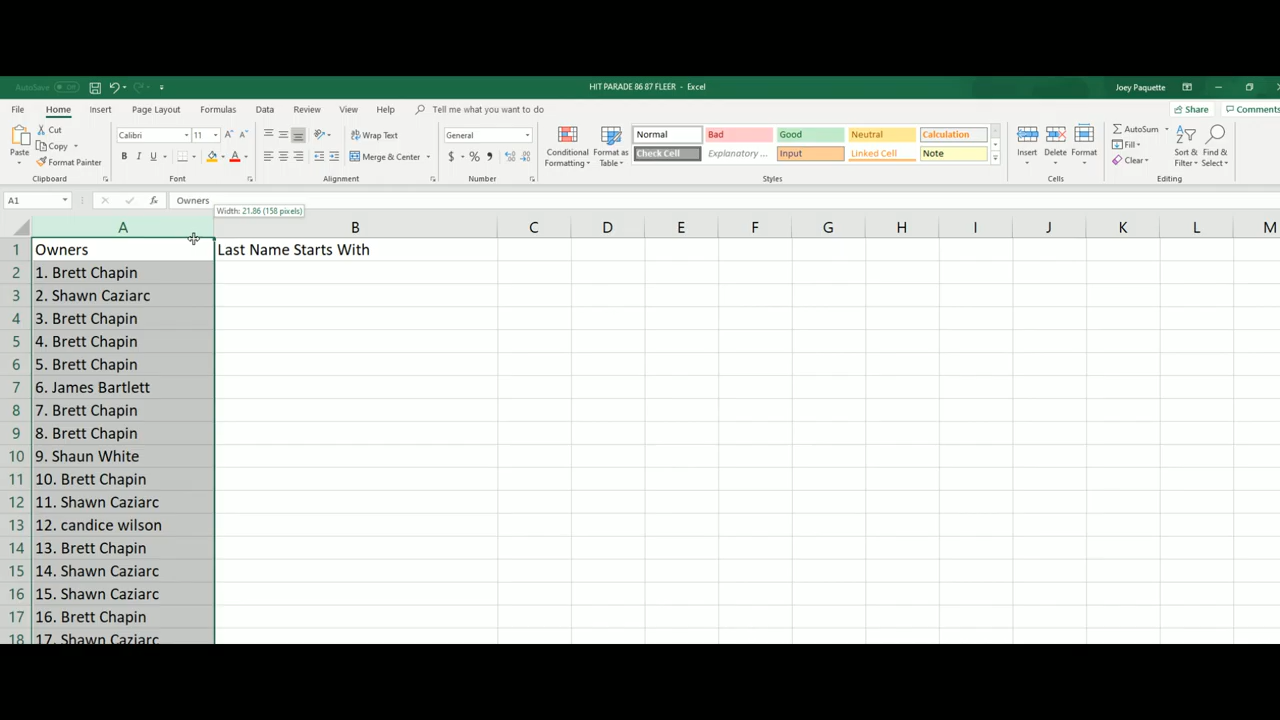 AutoSave Off
HIT PARADE 86 87 FLEER - Excel
Joey Paquette
File Home Insert Page Layout Formulas Data Review View Help Tell me what you want to do
Share Comments
Paste
Cut
Copy
Format Painter
Clipboard
Calibri 11
B I U
Font
Wrap Text
Merge & Center
Alignment
General
Number
Conditional Formatting
Format as Table
Normal Bad Good Neutral Calculation
Check Cell Explanatory ... Input Linked Cell Note
Styles
Insert Delete Format
Cells
AutoSum
Fill
Clear
Sort & Filter
Find & Select
Editing
A1 fx Owners
Width: 21.86 (158 pixels)
A B C D E F G H I J K L M
1 Owners Last Name Starts With
2 1. Brett Chapin
3 2. Shawn Caziarc
4 3. Brett Chapin
5 4. Brett Chapin
6 5. Brett Chapin
7 6. James Bartlett
8 7. Brett Chapin
9 8. Brett Chapin
10 9. Shaun White
11 10. Brett Chapin
12 11. Shawn Caziarc
13 12. candice wilson
14 13. Brett Chapin
15 14. Shawn Caziarc
16 15. Shawn Caziarc
17 16. Brett Chapin
18 17. Shawn Caziarc